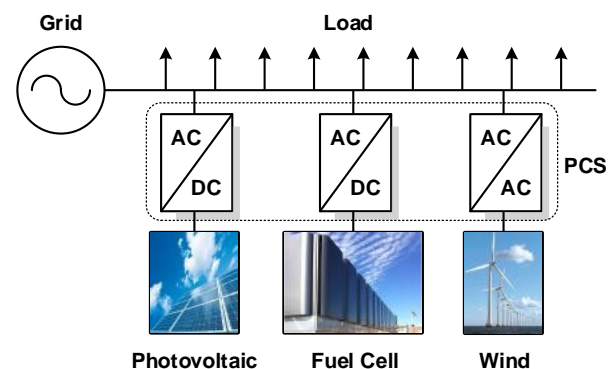 Grid
Load
AC
DC
AC
DC
AC
AC
PCS
Photovoltaic
Fuel Cell
Wind